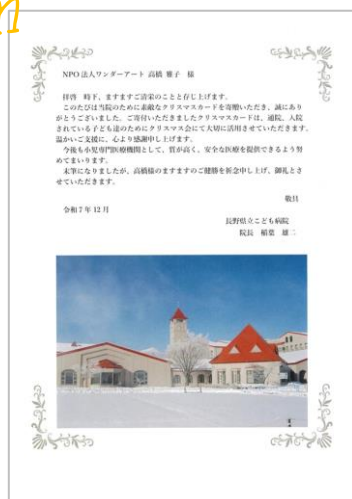 NPO 法人ワンダーアート 高橋 雅子 様
拝啓 時下、ますますご清栄のことと存じ上げます。
このたびは当院のために素敵なクリスマスカードを寄贈いただき、誠にあり
がとうございました。ご寄付いただきましたクリスマスカードは、通院、入院
されている子ども達のためにクリスマス会にて大切に活用させていただきます。
温かいご支援に、心より感謝申し上げます。
今後も小児専門医療機関として、質が高く、安全な医療を提供できるよう努
めてまいります。
末筆になりましたが、高橋様のますますのご健勝を祈念申し上げ、御礼とさ
せていただきます。
敬具
令和 7 年 12 月
長野県立こども病院
院長 稲葉 雄二